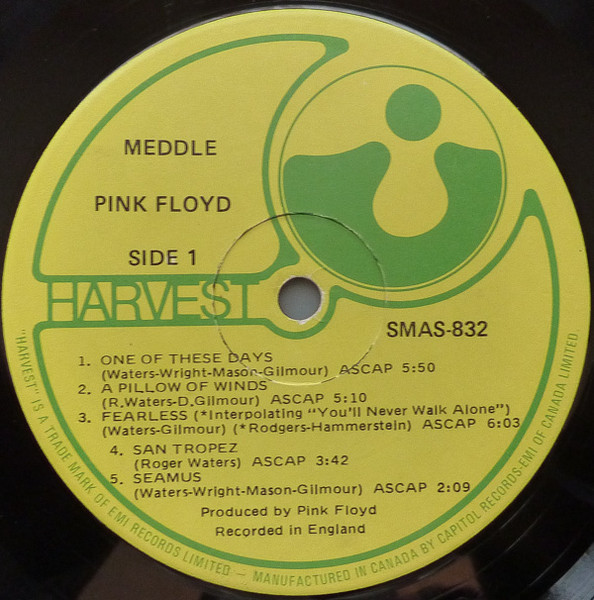 MEDDLE
PINK FLOYD
SIDE 1
HARVEST
SMAS-832
1. ONE OF THESE DAYS
(Waters-Wright-Mason-Gilmour) ASCAP 5:50
2. A PILLOW OF WINDS
(R.Waters-D.Gilmour) ASCAP 5:10
3. FEARLESS (*Interpolating "You'll Never Walk Alone")
(Waters-Gilmour) (*Rodgers-Hammerstein) ASCAP 6:03
4. SAN TROPEZ
(Roger Waters) ASCAP 3:42
5. SEAMUS
(Waters-Wright-Mason-Gilmour) ASCAP 2:09
Produced by Pink Floyd
Recorded in England
"HARVEST" IS A TRADE MARK OF EMI RECORDS LIMITED — MANUFACTURED IN CANADA BY CAPITOL RECORDS-EMI OF CANADA LIMITED